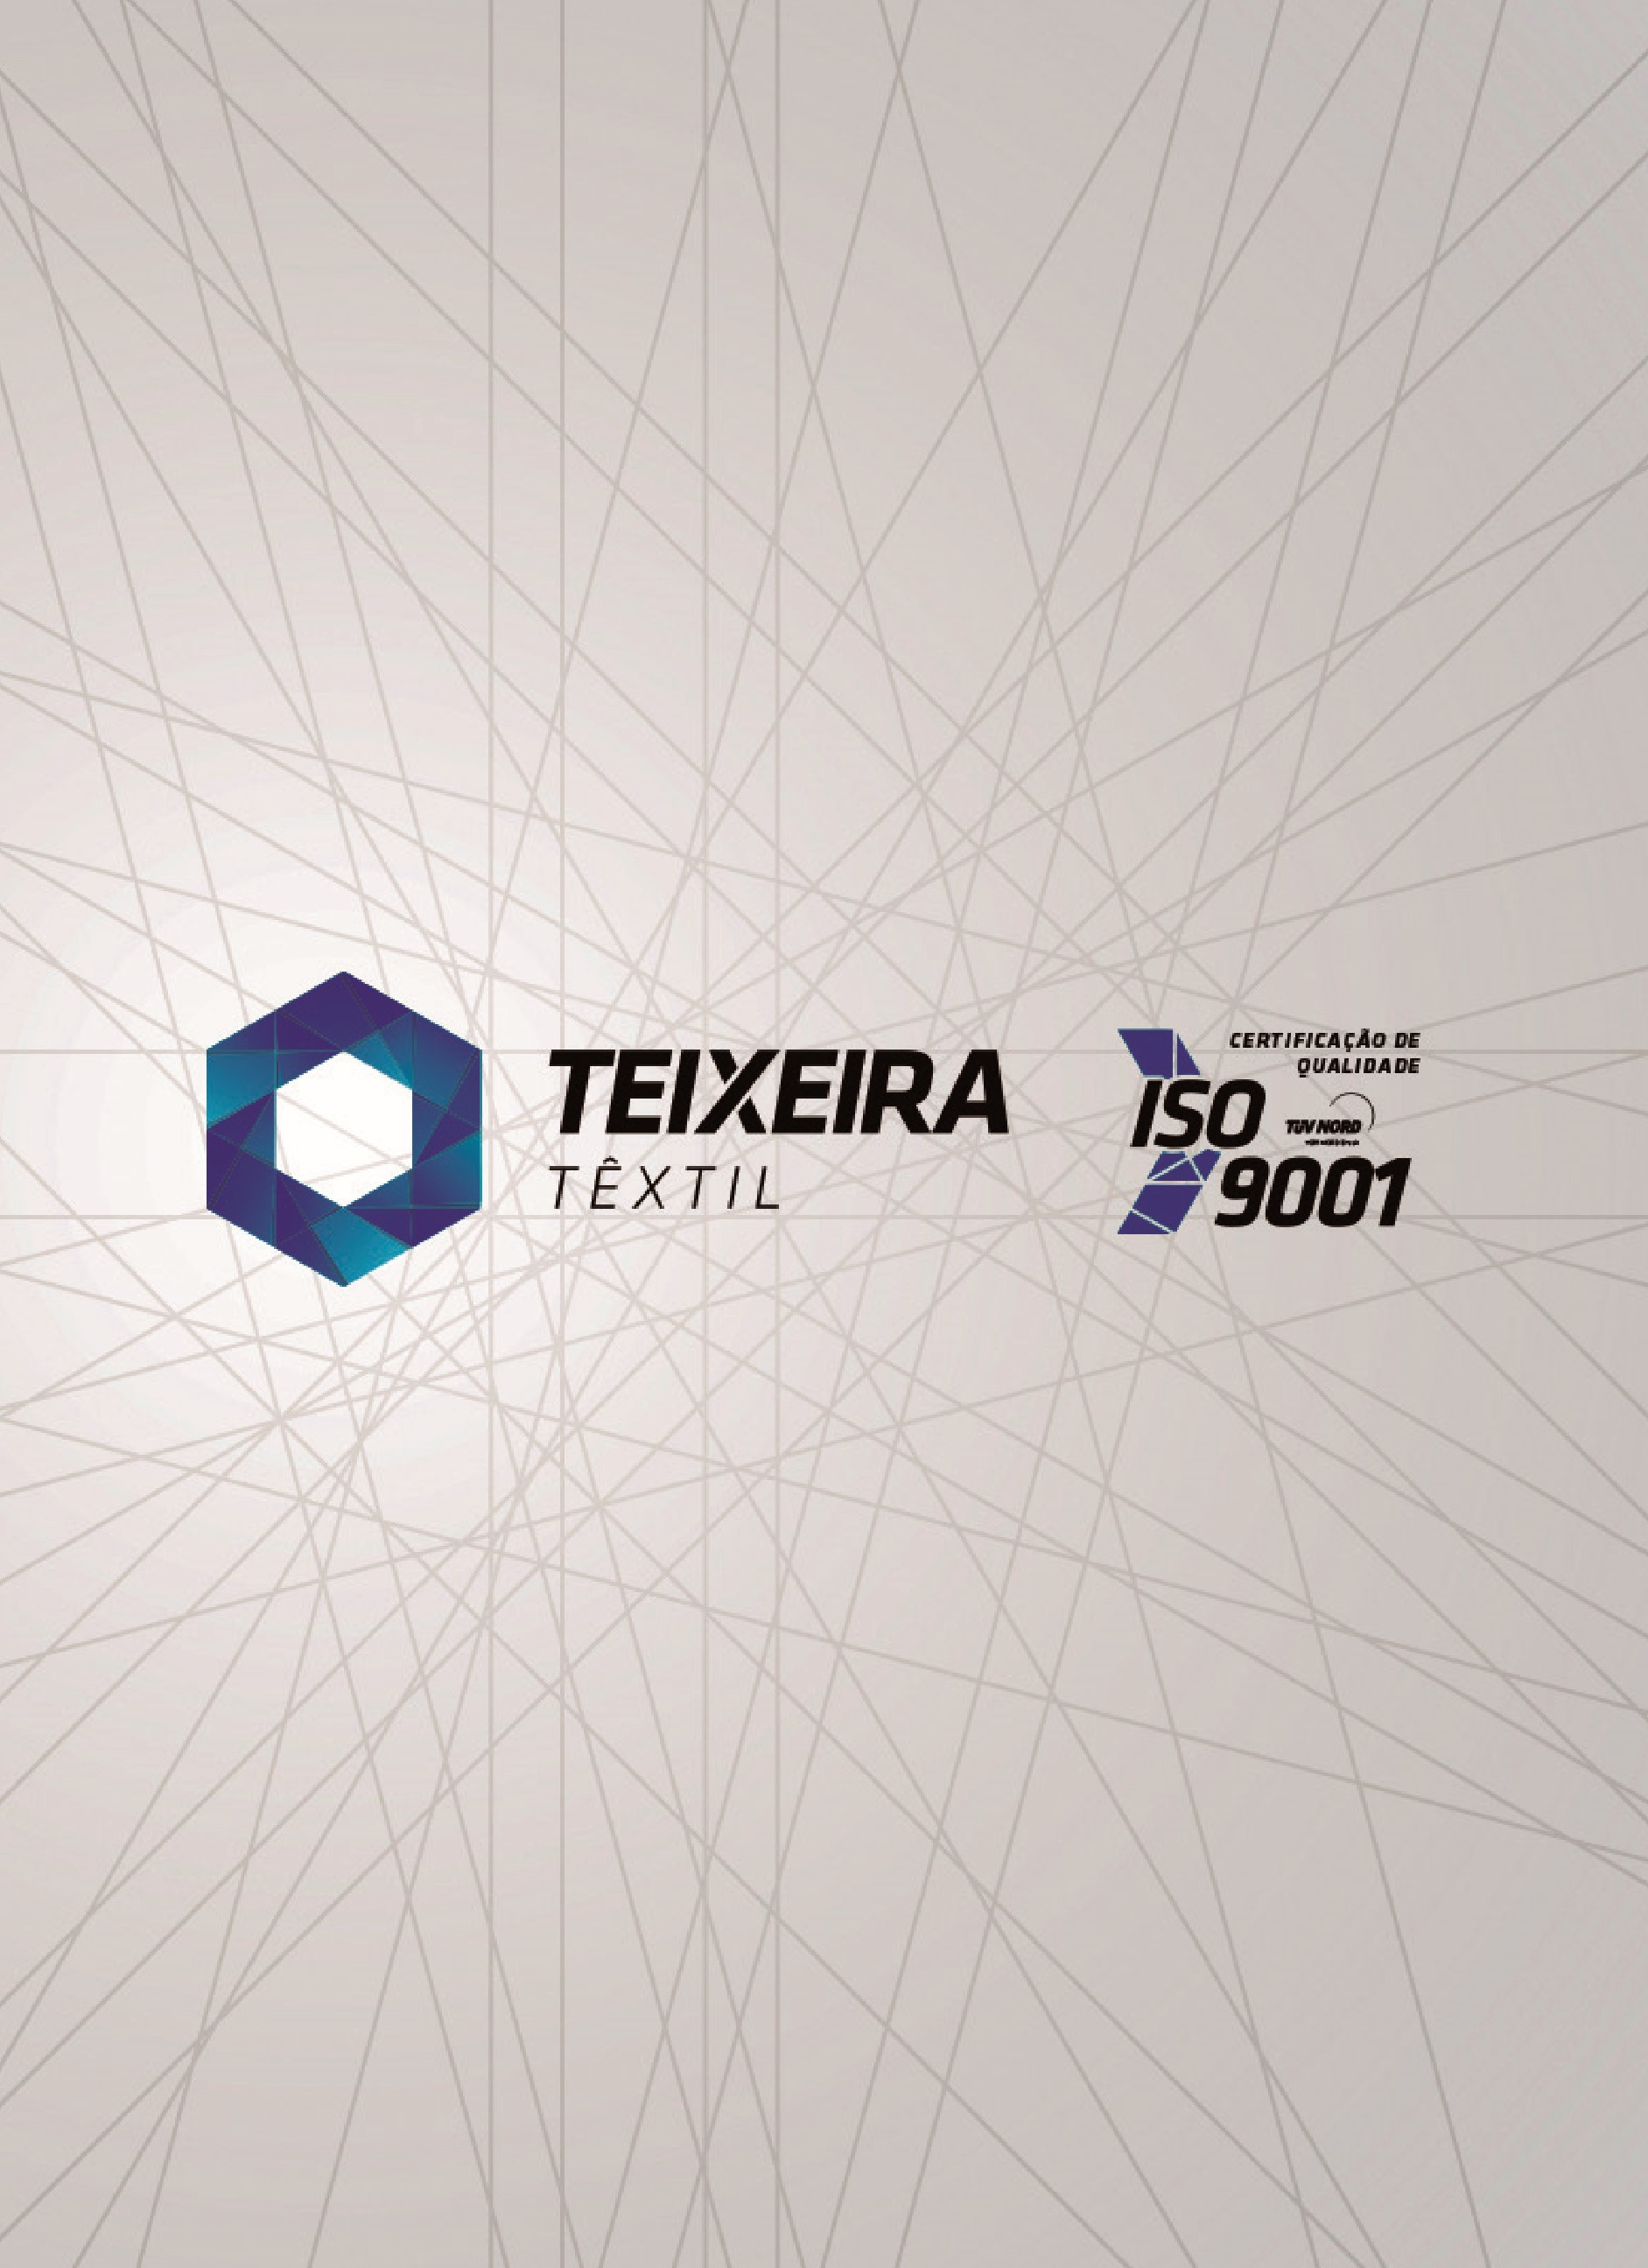 TEIXEIRA
TÊXTIL
CERTIFICAÇÃO DE
QUALIDADE
ISO
TÜV NORD
9001